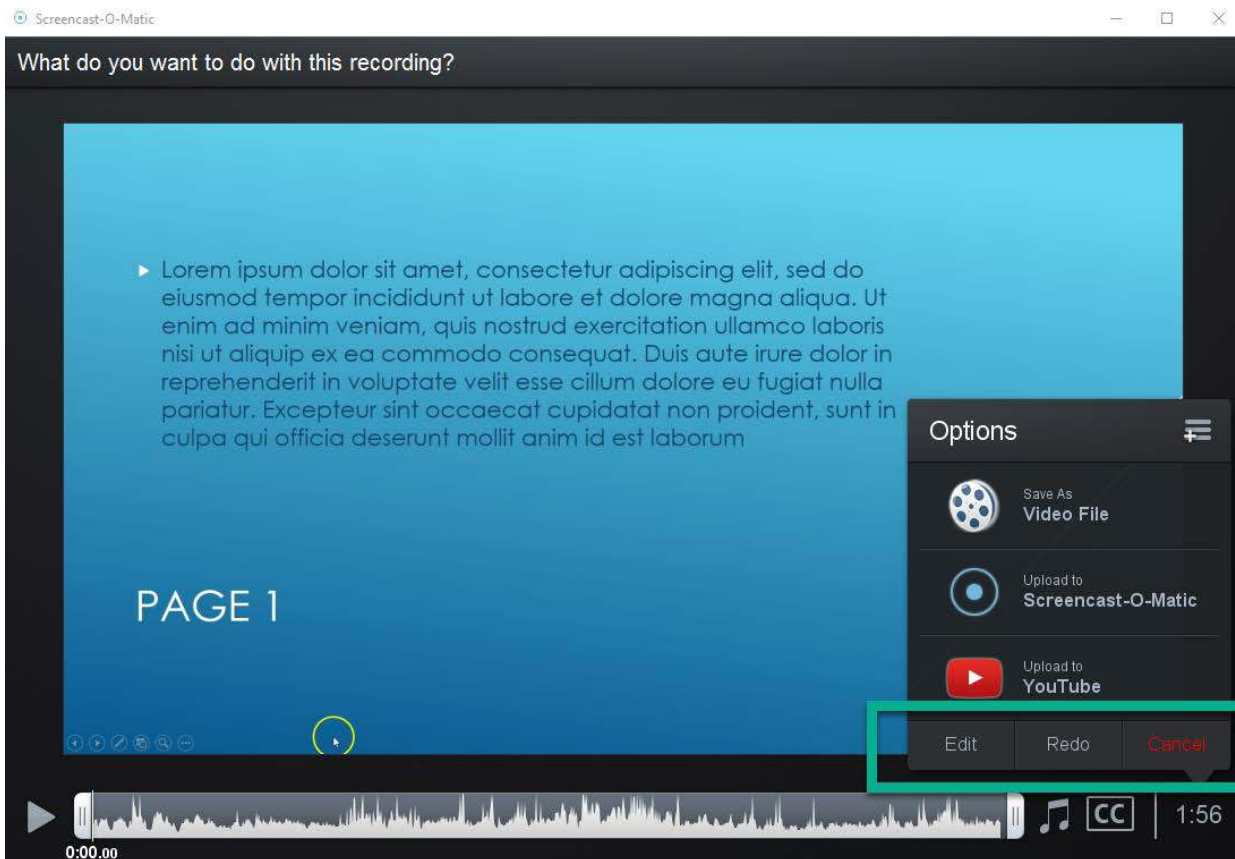 Screencast-O-Matic
What do you want to do with this recording?
Lorem ipsum dolor sit amet, consectetur adipiscing elit, sed do
eiusmod tempor incididunt ut labore et dolore magna aliqua. Ut
enim ad minim veniam, quis nostrud exercitation ullamco laboris
nisi ut aliquip ex ea commodo consequat. Duis aute irure dolor in
reprehenderit in voluptate velit esse cillum dolore eu fugiat nulla
pariatur. Excepteur sint occaecat cupidatat non proident, sunt in
culpa qui officia deserunt mollit anim id est laborum
PAGE 1
Options
Save As
Video File
Upload to
Screencast-O-Matic
Upload to
YouTube
Edit Redo Cancel
CC 1:56
0:00.00